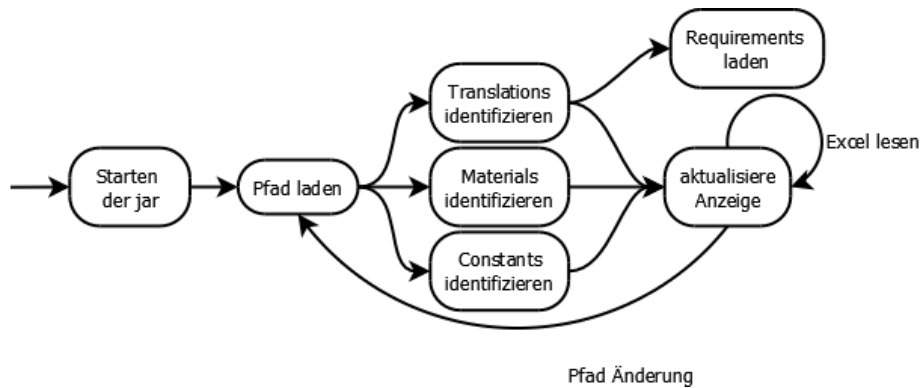 Starten
der jar
Pfad laden
Translations
identifizieren
Materials
identifizieren
Constants
identifizieren
Requirements
laden
aktualisiere
Anzeige
Excel lesen
Pfad Änderung